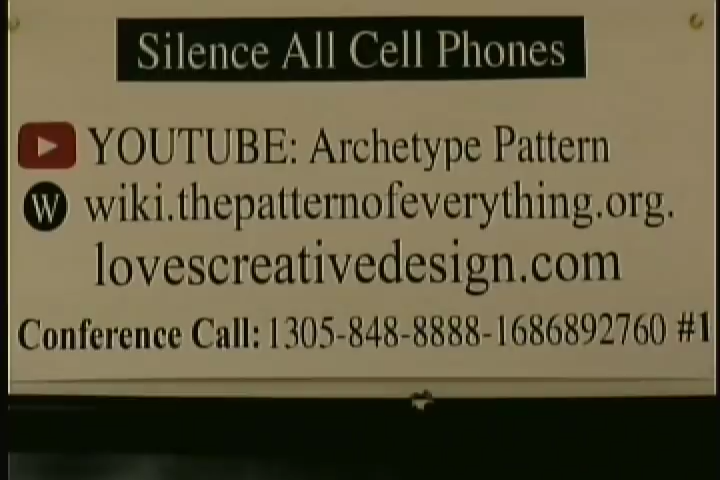 Silence All Cell Phones
YOUTUBE: Archetype Pattern
W wiki.thepatternofeverything.org.
lovescreativedesign.com
Conference Call: 1305-848-8888-1686892760 #1